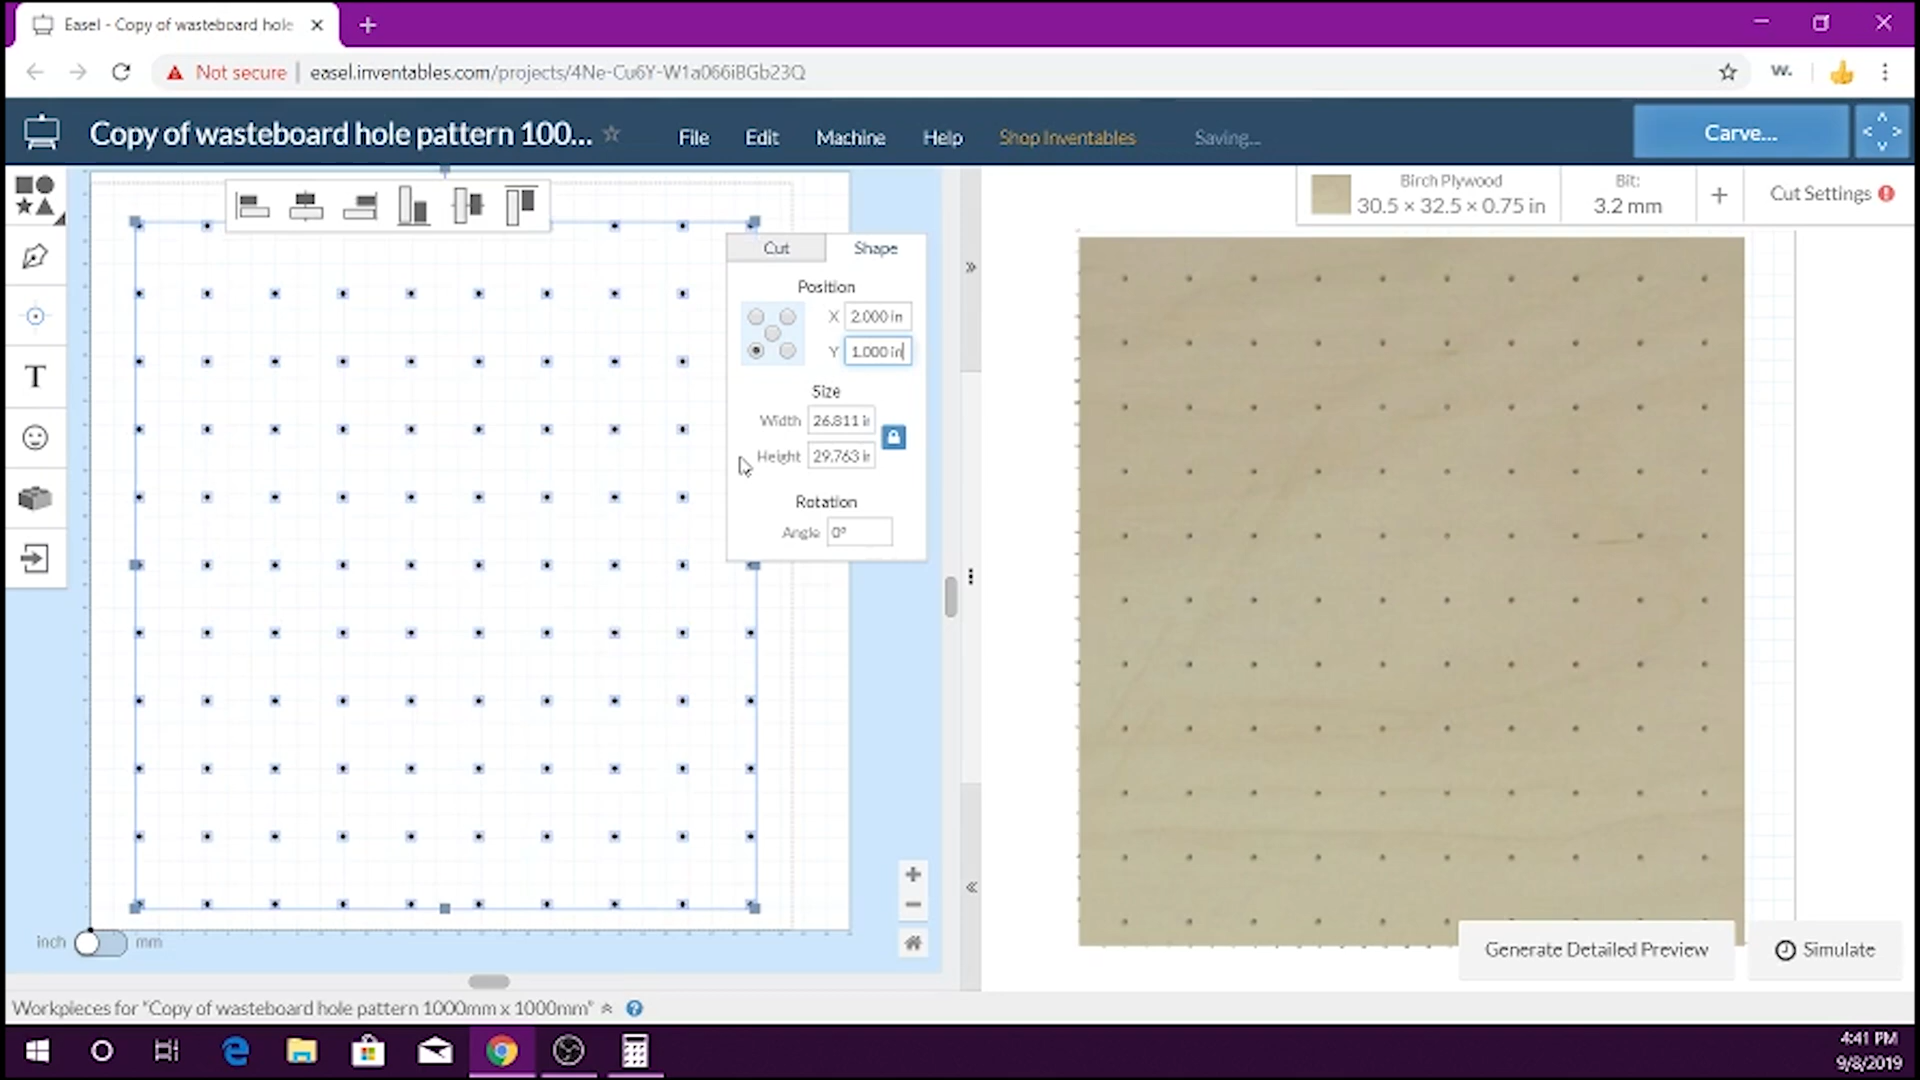 Easel - Copy of wasteboard hole
Not secure
easel.inventables.com/projects/4Ne-Cu6Y-W1a066iBGb23Q
W.
Copy of wasteboard hole pattern 100...
File
Edit
Machine
Help
Shop Inventables
Saving...
Carve...
Birch Plywood
30.5 × 32.5 × 0.75 in
Bit:
3.2 mm
Cut Settings
Cut
Shape
Position
X 2.000 in
Y 1.000 in
Size
Width 26.811 i
Height 29.763 i
Rotation
Angle 0°
T
inch
mm
Generate Detailed Preview
Simulate
Workpieces for "Copy of wasteboard hole pattern 1000mm x 1000mm"
4:41 PM
9/8/2019